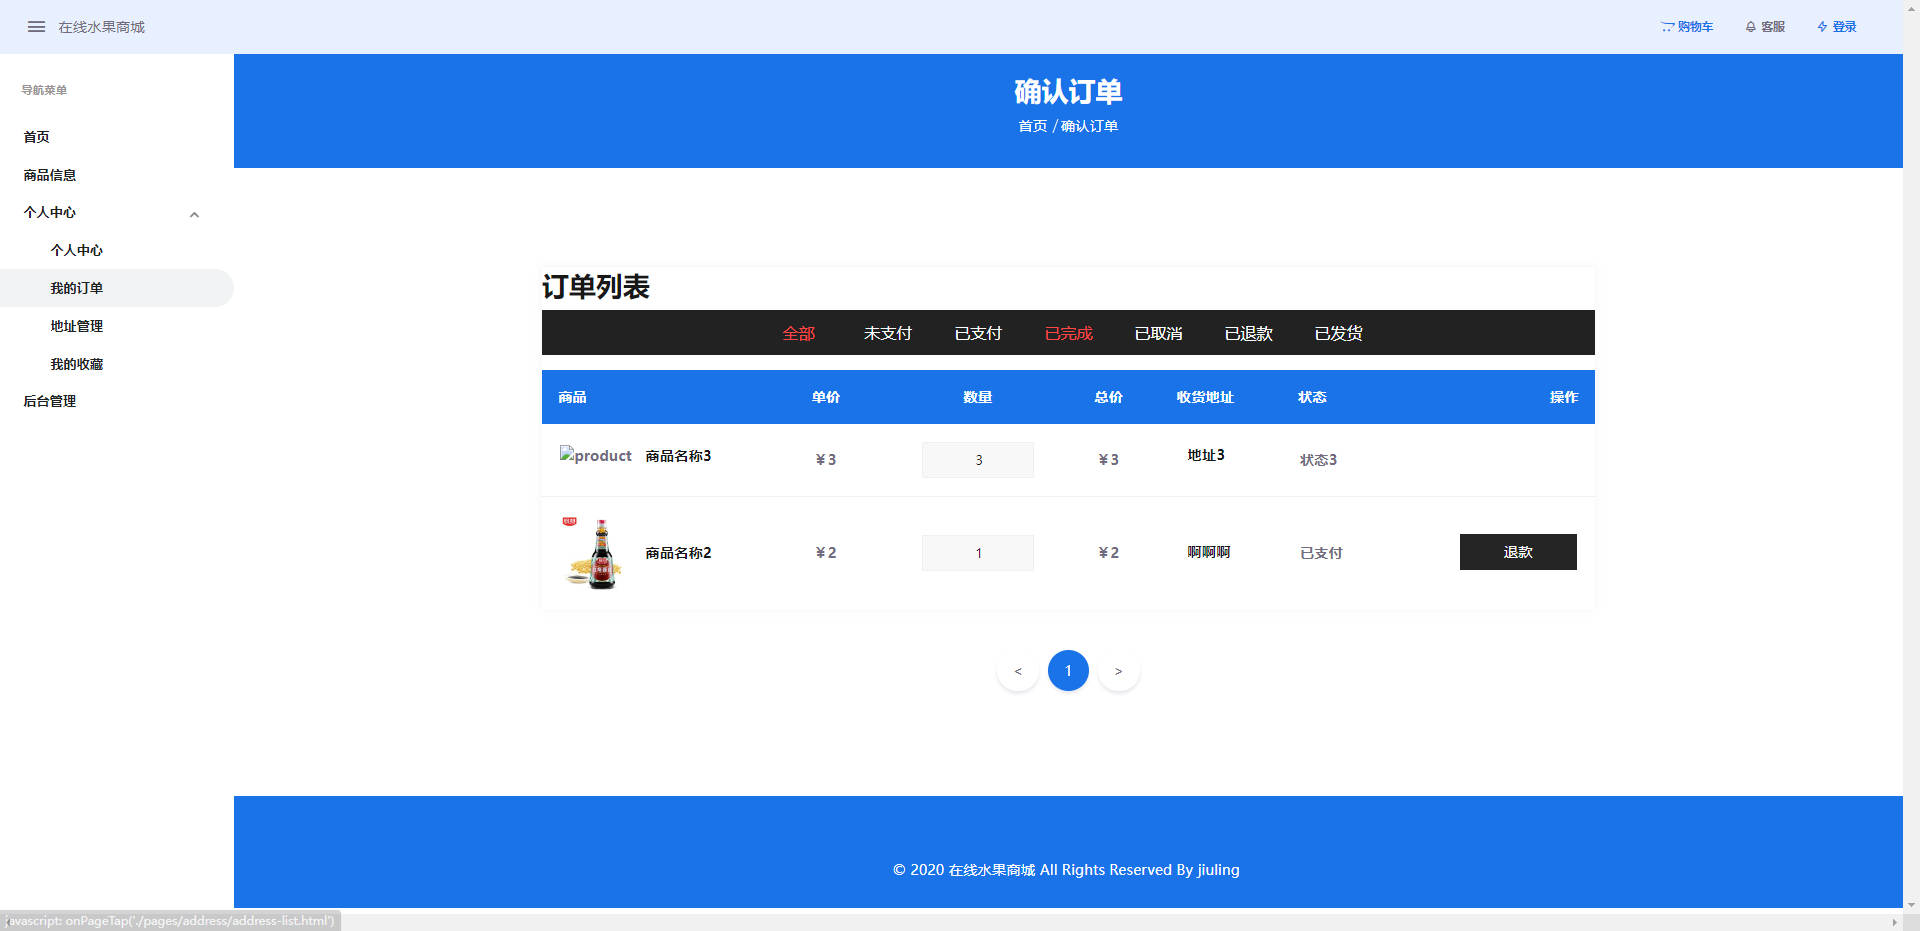 在线水果商城
购物车
客服
登录
导航菜单
首页
商品信息
个人中心
个人中心
我的订单
地址管理
我的收藏
后台管理
确认订单
首页 /确认订单
订单列表
全部 未支付 已支付 已完成 已取消 已退款 已发货
商品 单价 数量 总价 收货地址 状态 操作
product 商品名称3 ¥3 3 ¥3 地址3 状态3
商品名称2 ¥2 1 ¥2 啊啊啊 已支付 退款
< 1 >
© 2020 在线水果商城 All Rights Reserved By jiuling
javascript: onPageTap('./pages/address/address-list.html')